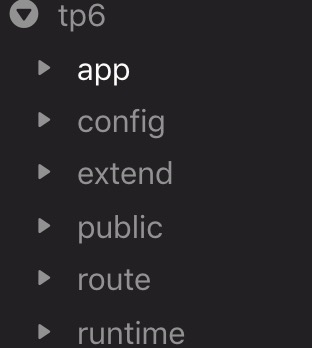 tp6
app
config
extend
public
route
runtime